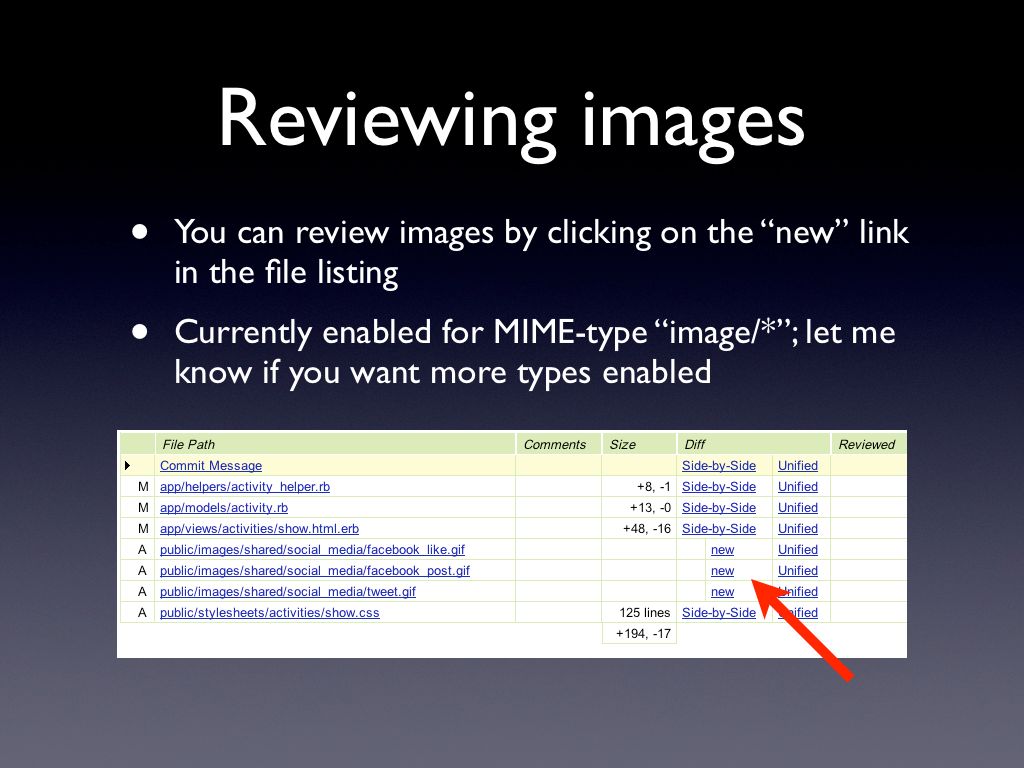 Reviewing images
• You can review images by clicking on the “new” link
in the file listing
• Currently enabled for MIME-type “image/*”; let me
know if you want more types enabled
File Path Comments Size Diff Reviewed
Commit Message Side-by-Side Unified
M app/helpers/activity_helper.rb +8, -1 Side-by-Side Unified
M app/models/activity.rb +13, -0 Side-by-Side Unified
M app/views/activities/show.html.erb +48, -16 Side-by-Side Unified
A public/images/shared/social_media/facebook_like.gif new Unified
A public/images/shared/social_media/facebook_post.gif new Unified
A public/images/shared/social_media/tweet.gif new Unified
A public/stylesheets/activities/show.css 125 lines Side-by-Side Unified
+194, -17